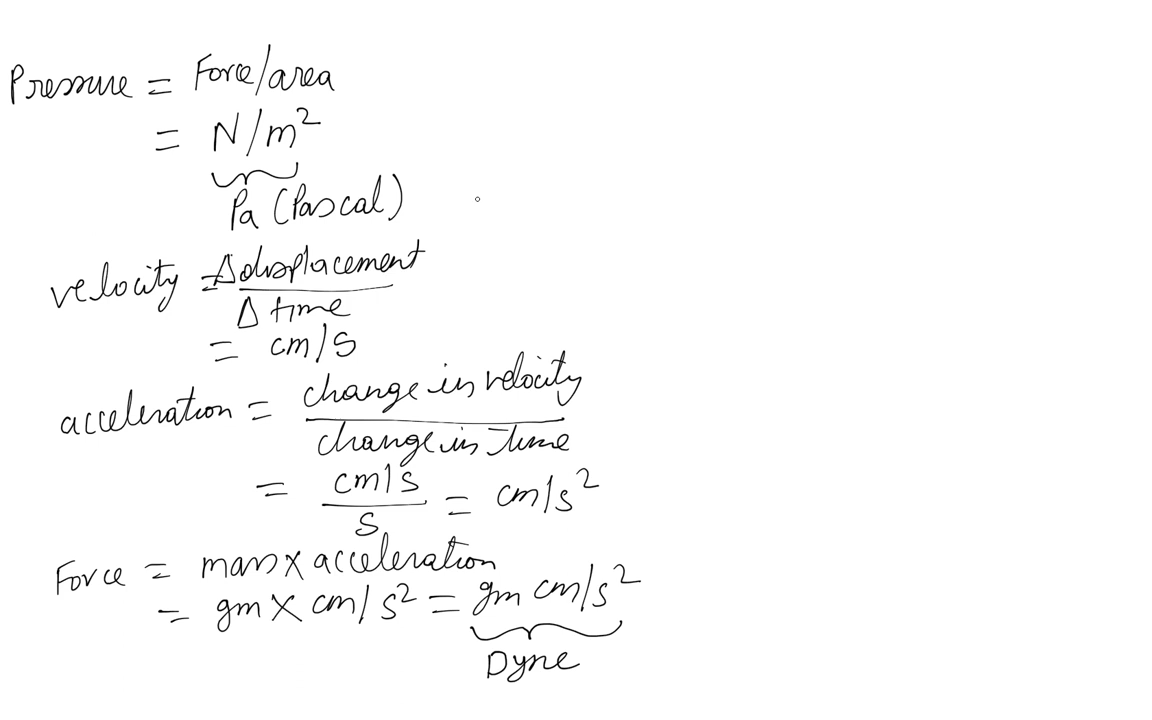 Pressure = Force/area
= N/m²
Pa (Pascal)
velocity = Δdisplacement
Δ time
= cm/s
acceleration = change in velocity
change in time
= cm/s = cm/s²
s
Force = mass x acceleration
= gm x cm/s² = gm cm/s²
Dyne